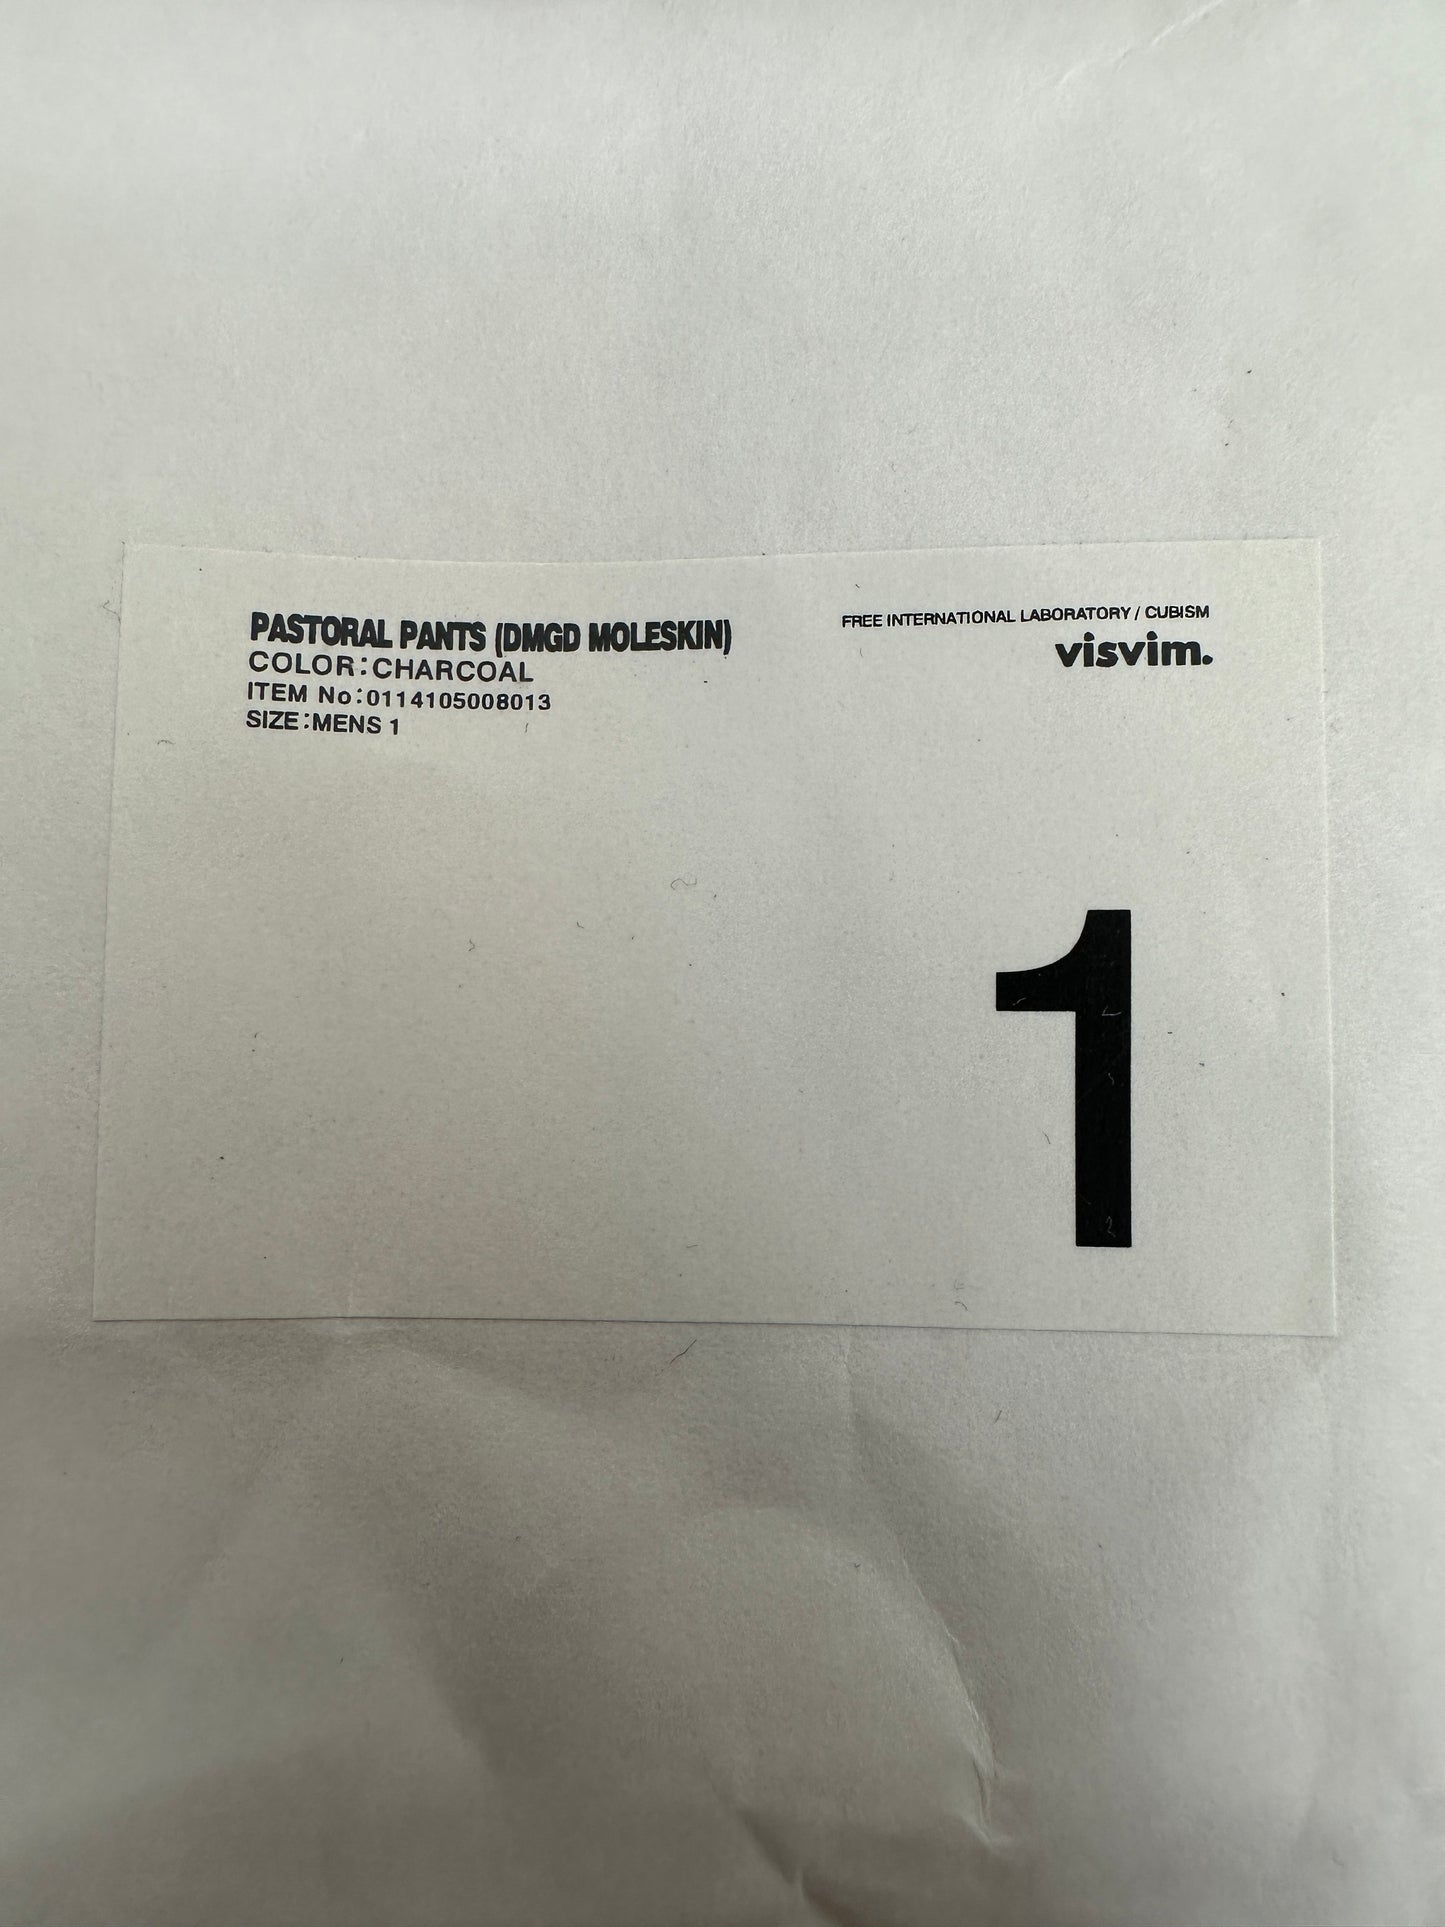 PASTORAL PANTS (DMGD MOLESKIN)
COLOR:CHARCOAL
ITEM No:0114105008013
SIZE:MENS 1
FREE INTERNATIONAL LABORATORY / CUBISM
visvim.
1